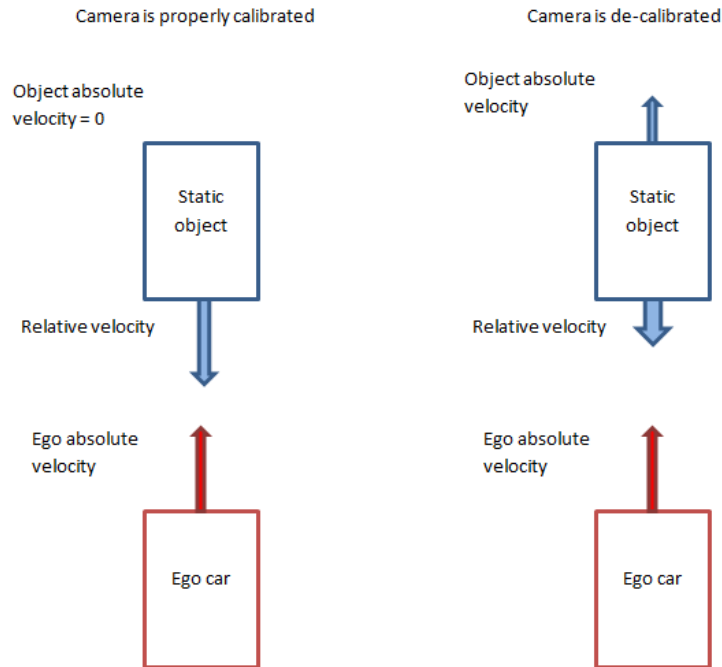 Camera is properly calibrated
Object absolute
velocity = 0
Static
object
Relative velocity
Ego absolute
velocity
Ego car
Camera is de-calibrated
Object absolute
velocity
Static
object
Relative velocity
Ego absolute
velocity
Ego car